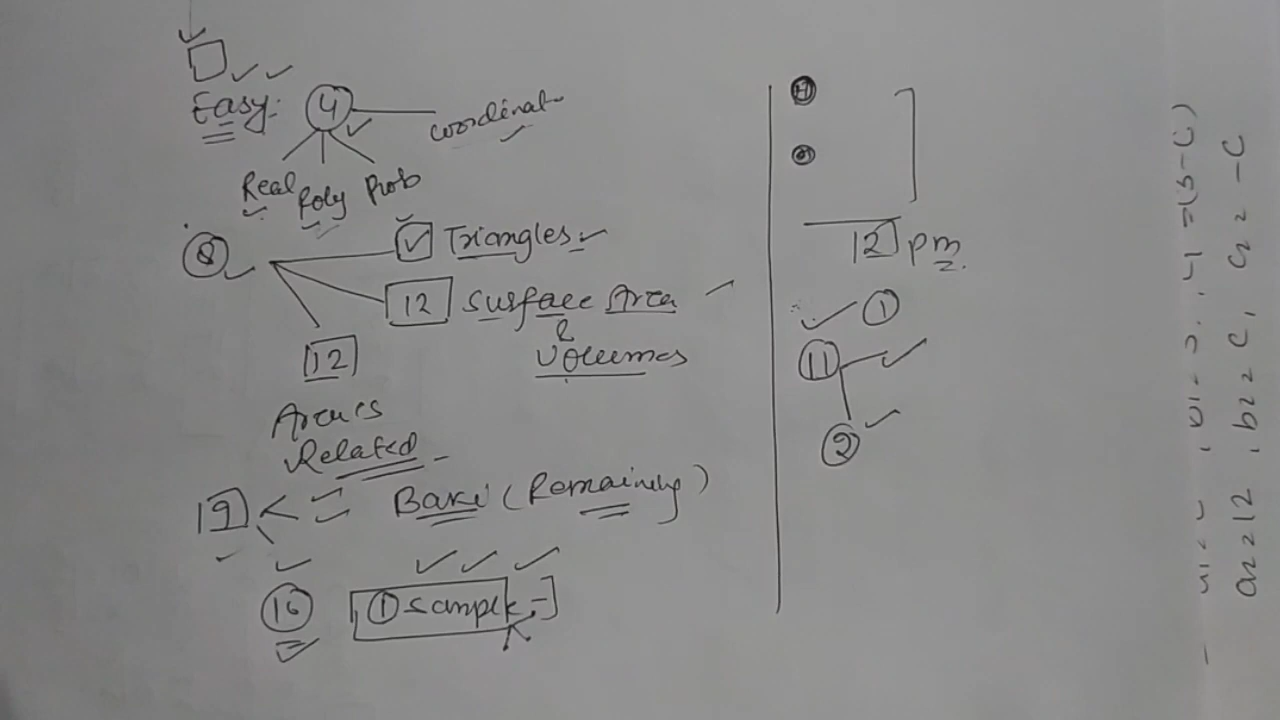 Easy: 4
Coordinat
Real Poly Prob
8 Triangles
12 Surface Area
&
Volumes
12
Areas
Related
19 Baki (Remaining)
16 1 Sample
12 pm
1
11
2
a2=12, b2=c, c2=-c